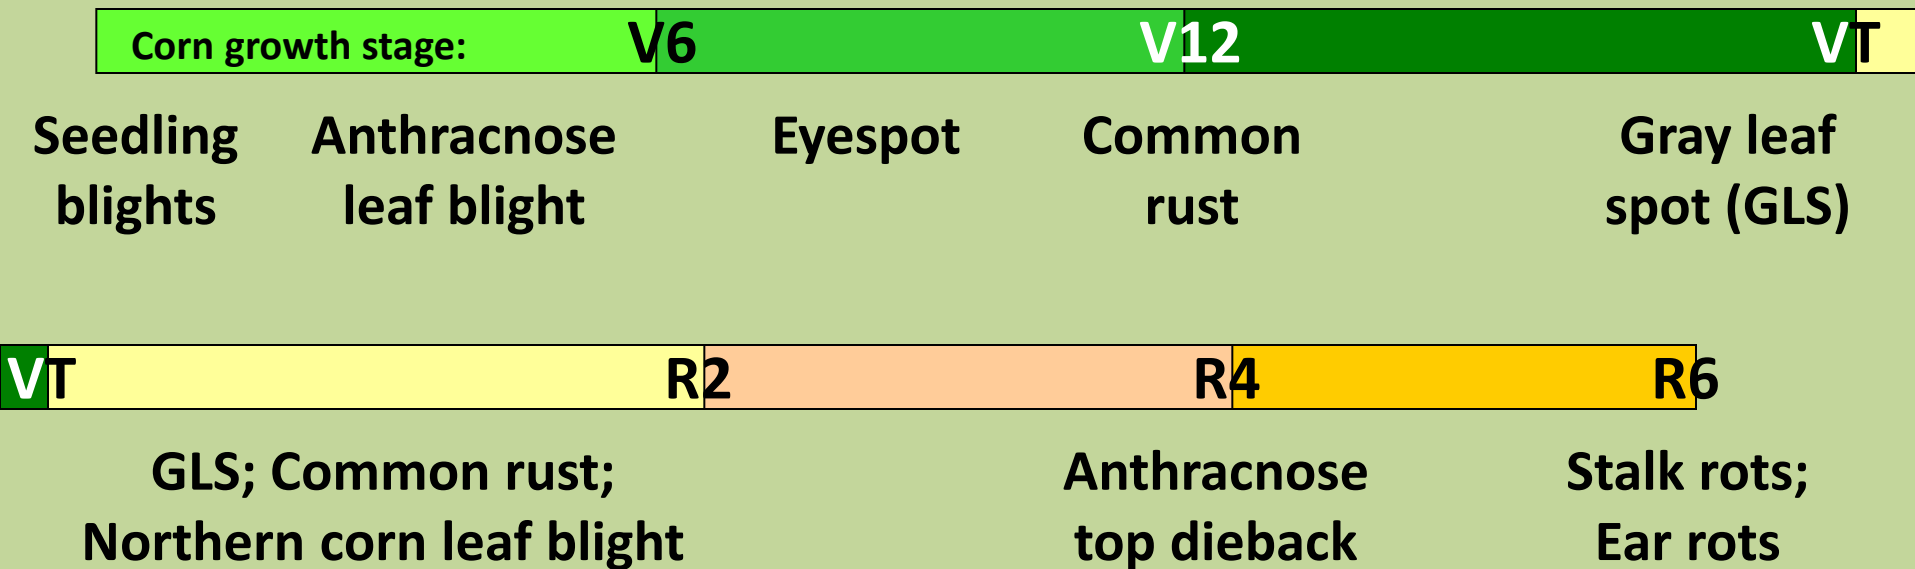 Corn growth stage: V6 V12 VT
Seedling Anthracnose Eyespot Common Gray leaf
blights leaf blight rust spot (GLS)
VT R2 R4 R6
GLS; Common rust; Anthracnose Stalk rots;
Northern corn leaf blight top dieback Ear rots